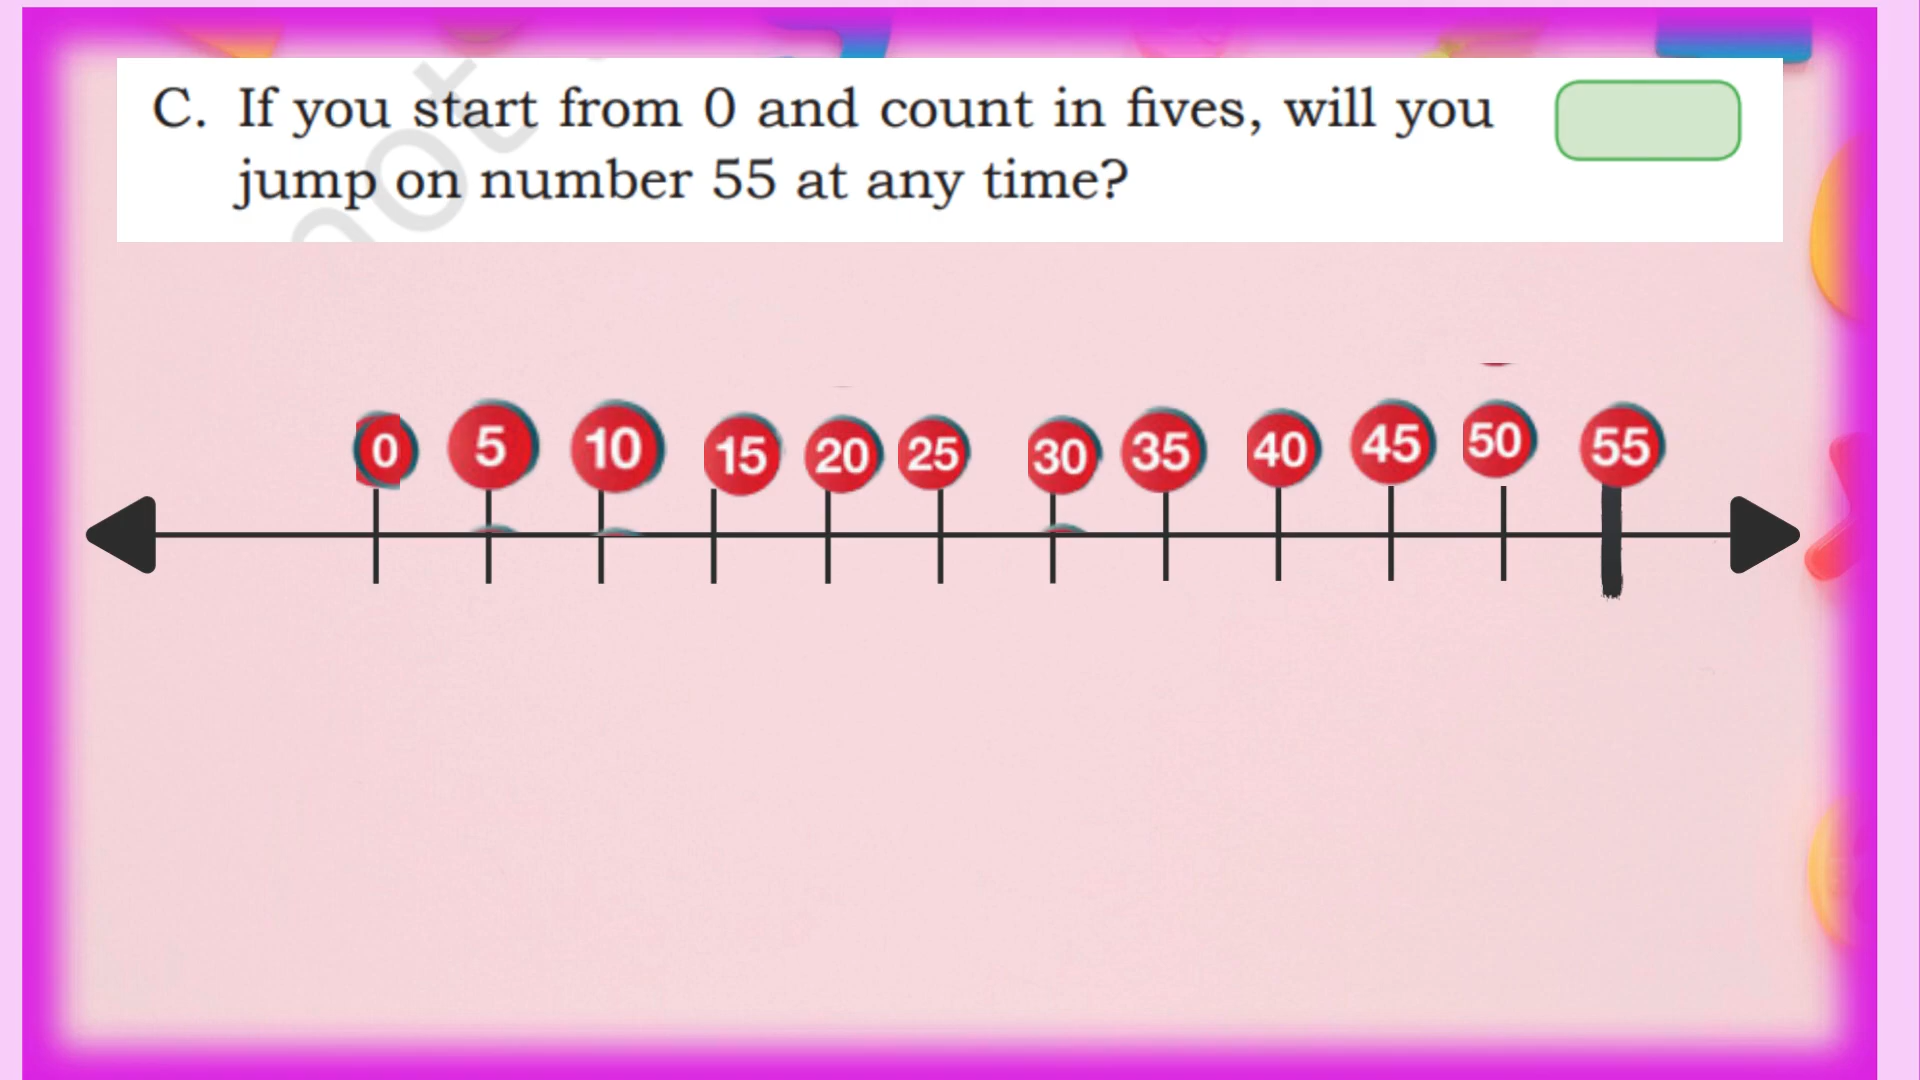 C. If you start from 0 and count in fives, will you
jump on number 55 at any time?
not
0 5 10 15 20 25 30 35 40 45 50 55